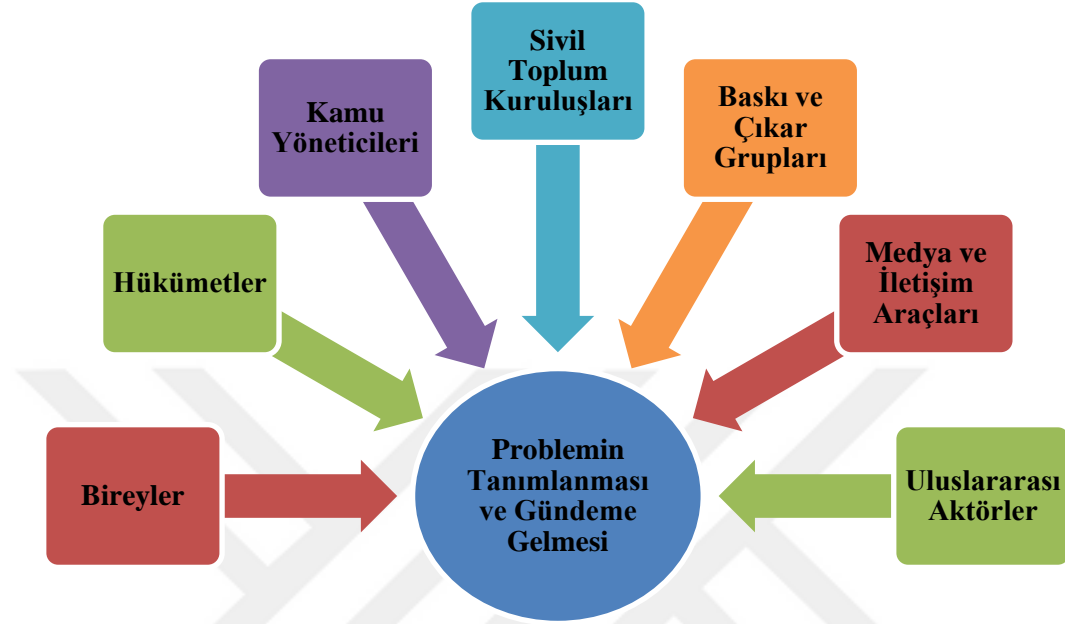 Sivil
Toplum
Kuruluşları
Kamu
Yöneticileri
Baskı ve
Çıkar
Grupları
Hükümetler
Medya ve
İletişim
Araçları
Bireyler
Problemin
Tanımlanması
ve Gündeme
Gelmesi
Uluslararası
Aktörler